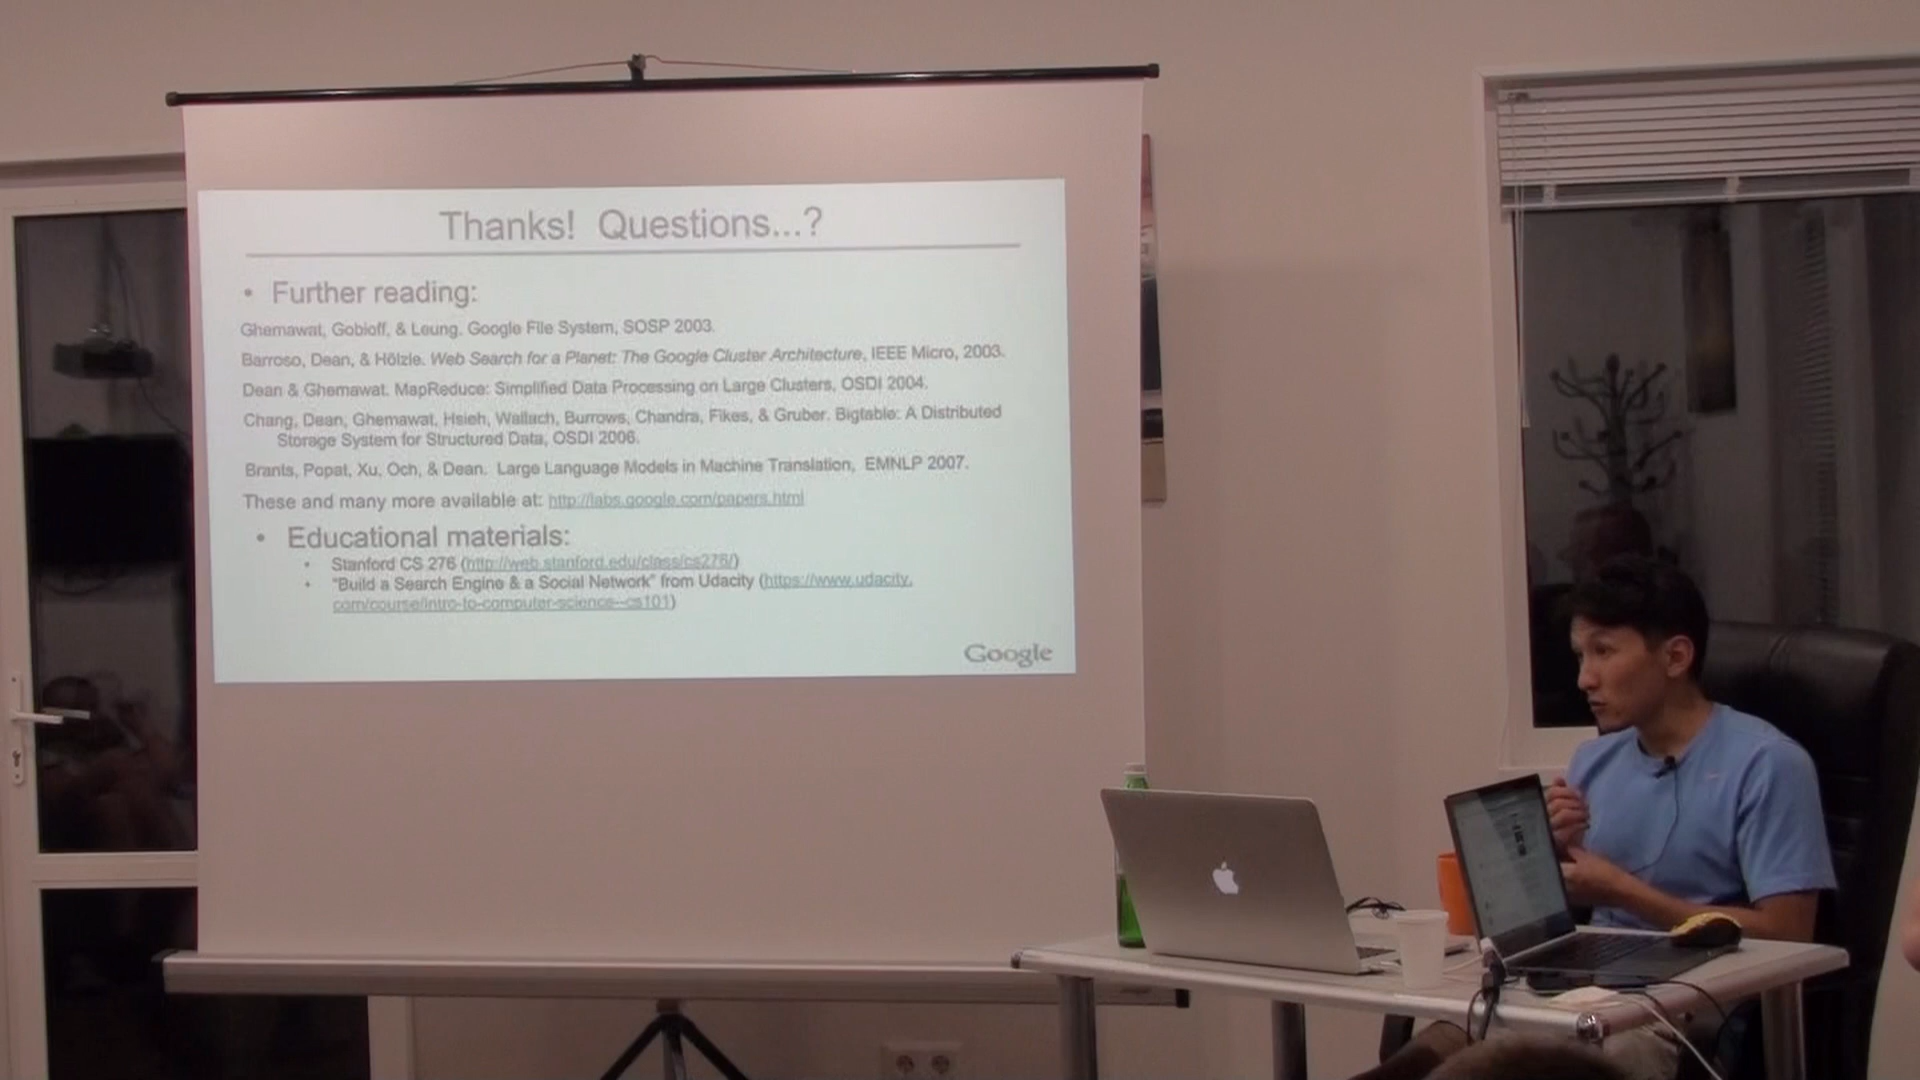 Thanks! Questions...?
• Further reading:
Ghemawat, Gobioff, & Leung. Google File System, SOSP 2003.
Barroso, Dean, & Hölzle. Web Search for a Planet: The Google Cluster Architecture, IEEE Micro, 2003.
Dean & Ghemawat. MapReduce: Simplified Data Processing on Large Clusters, OSDI 2004.
Chang, Dean, Ghemawat, Hsieh, Wallach, Burrows, Chandra, Fikes, & Gruber. Bigtable: A Distributed
Storage System for Structured Data, OSDI 2006.
Brants, Popat, Xu, Och, & Dean. Large Language Models in Machine Translation, EMNLP 2007.
These and many more available at: http://labs.google.com/papers.html
• Educational materials:
• Stanford CS 276 (http://web.stanford.edu/class/cs276/)
• "Build a Search Engine & a Social Network" from Udacity (https://www.udacity.
com/course/intro-to-computer-science--cs101)
Google